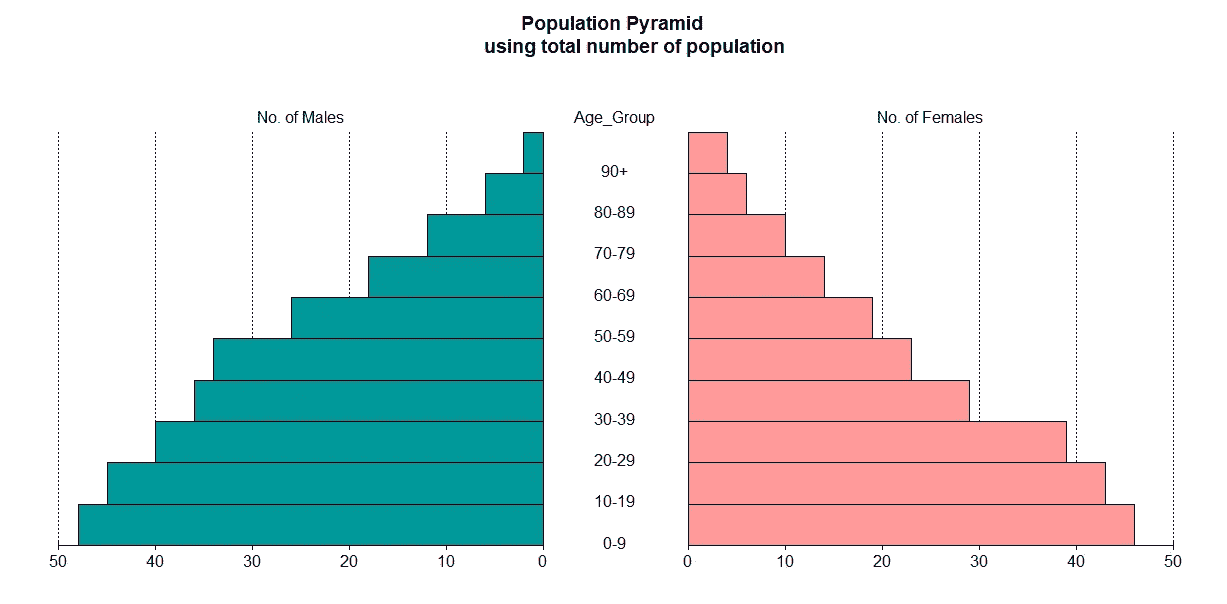 Population Pyramid
using total number of population
No. of Males
Age_Group
No. of Females
90+
80-89
70-79
60-69
50-59
40-49
30-39
20-29
10-19
0-9
50 40 30 20 10 0
0 10 20 30 40 50